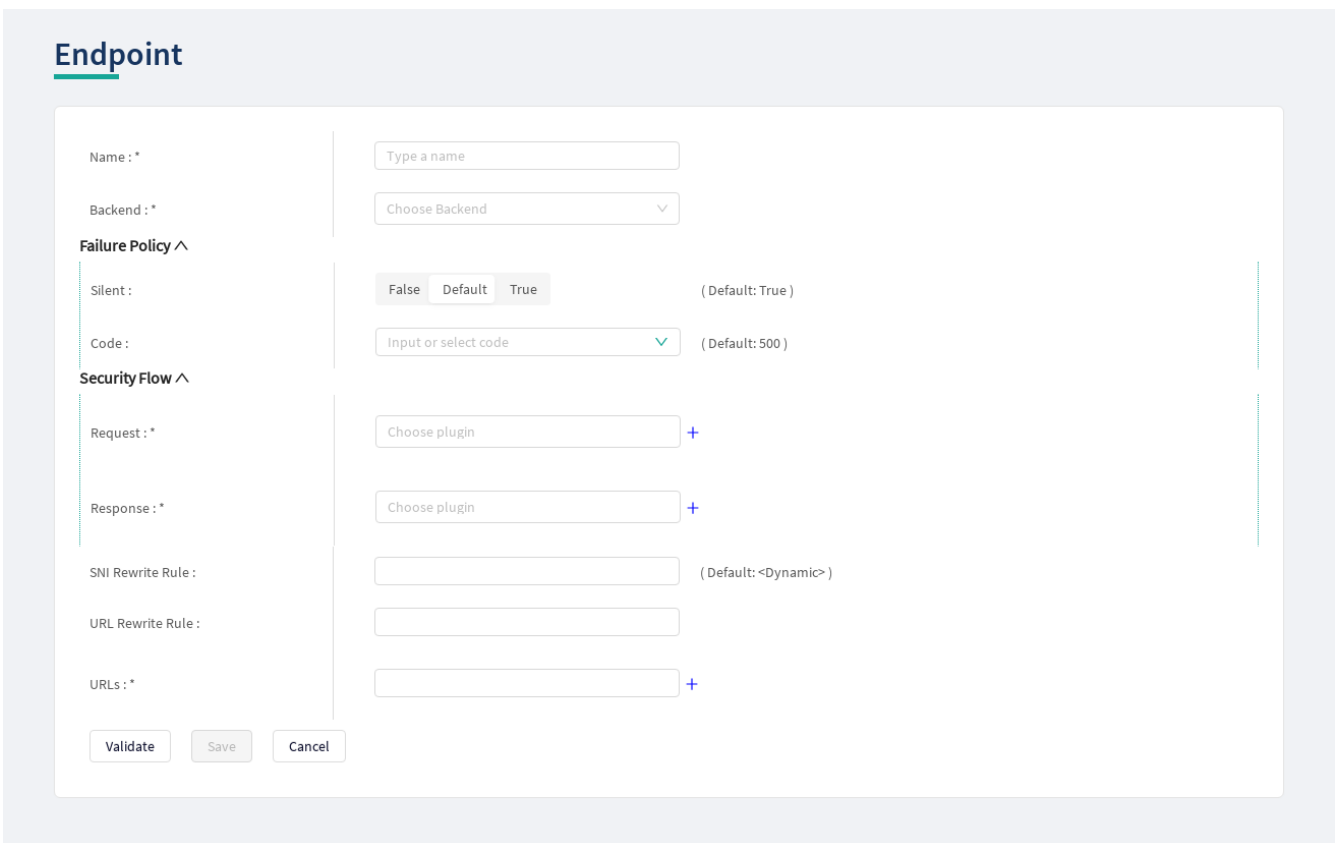 Endpoint
Name : * Type a name
Backend : * Choose Backend
Failure Policy
Silent : False Default True ( Default: True )
Code : Input or select code ( Default: 500 )
Security Flow
Request : * Choose plugin +
Response : * Choose plugin +
SNI Rewrite Rule : ( Default: <Dynamic> )
URL Rewrite Rule :
URLs : * +
Validate Save Cancel